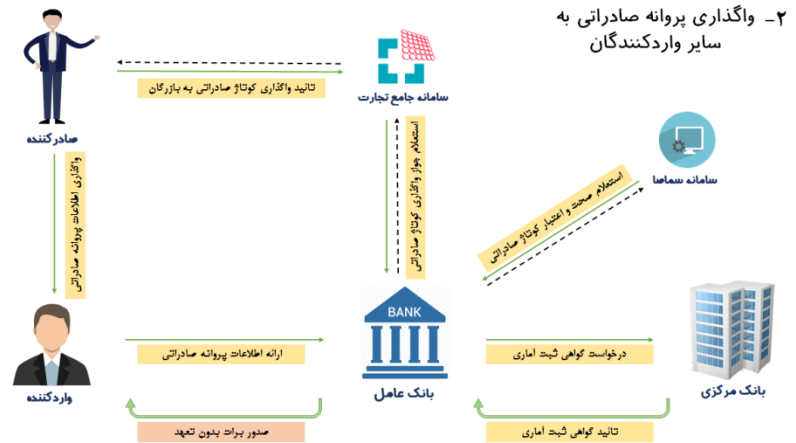 ۲- واگذاری پروانه صادراتی به
سایر واردکنندگان
تائید واگذاری کوتاژ صادراتی به بازرگان
سامانه جامع تجارت
صادرکننده
سامانه سماصا
واگذاری اطلاعات پروانه صادراتی
استعلام جواز واگذاری کوتاژ صادراتی
استعلام صحت و اعتبار کوتاژ صادراتی
BANK
ارائه اطلاعات پروانه صادراتی
درخواست گواهی ثبت آماری
واردکننده
بانک عامل
بانک مرکزی
صدور برات بدون تعهد
تائید گواهی ثبت آماری